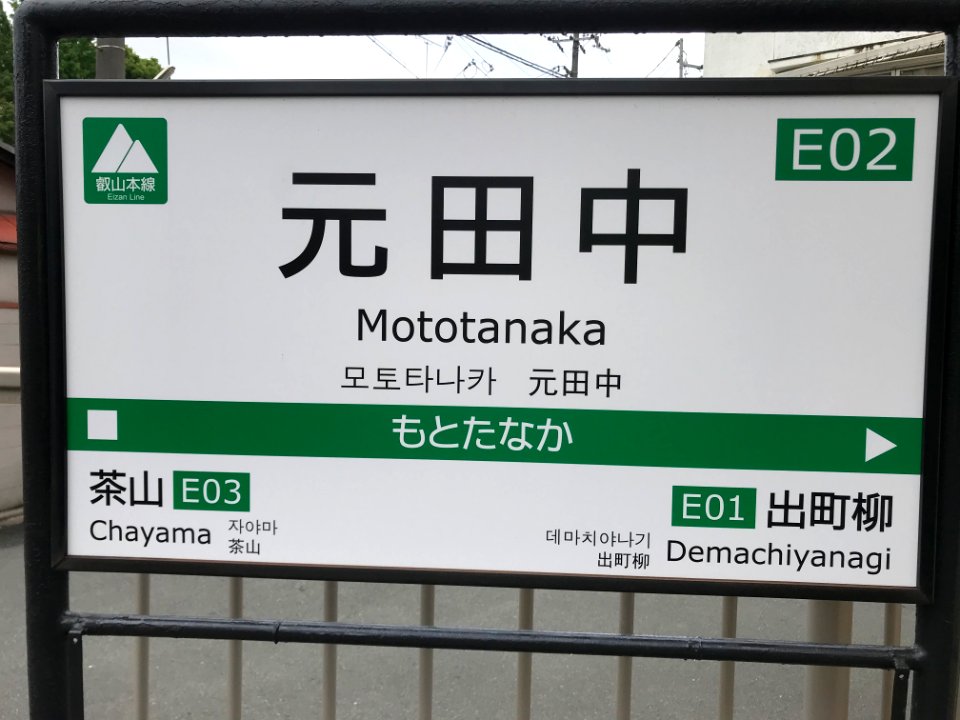 叡山本線
Eizan Line
E02
元田中
Mototanaka
모토타나카 元田中
もとたなか
茶山 E03
Chayama 자야마
茶山
E01 出町柳
데마치야나기 Demachiyanagi
出町柳